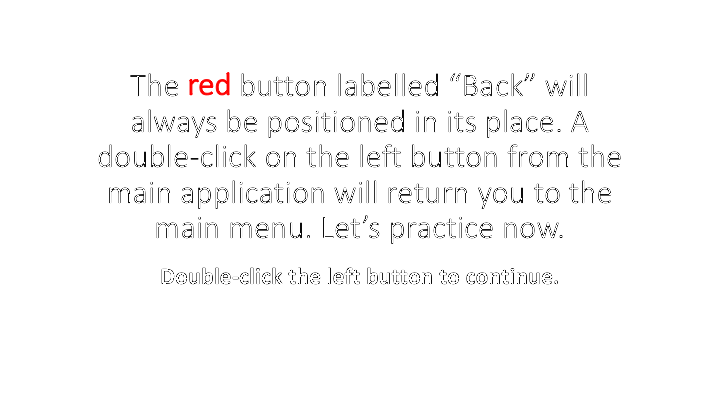 The red button labelled “Back” will
always be positioned in its place. A
double-click on the left button from the
main application will return you to the
main menu. Let’s practice now.
Double-click the left button to continue.